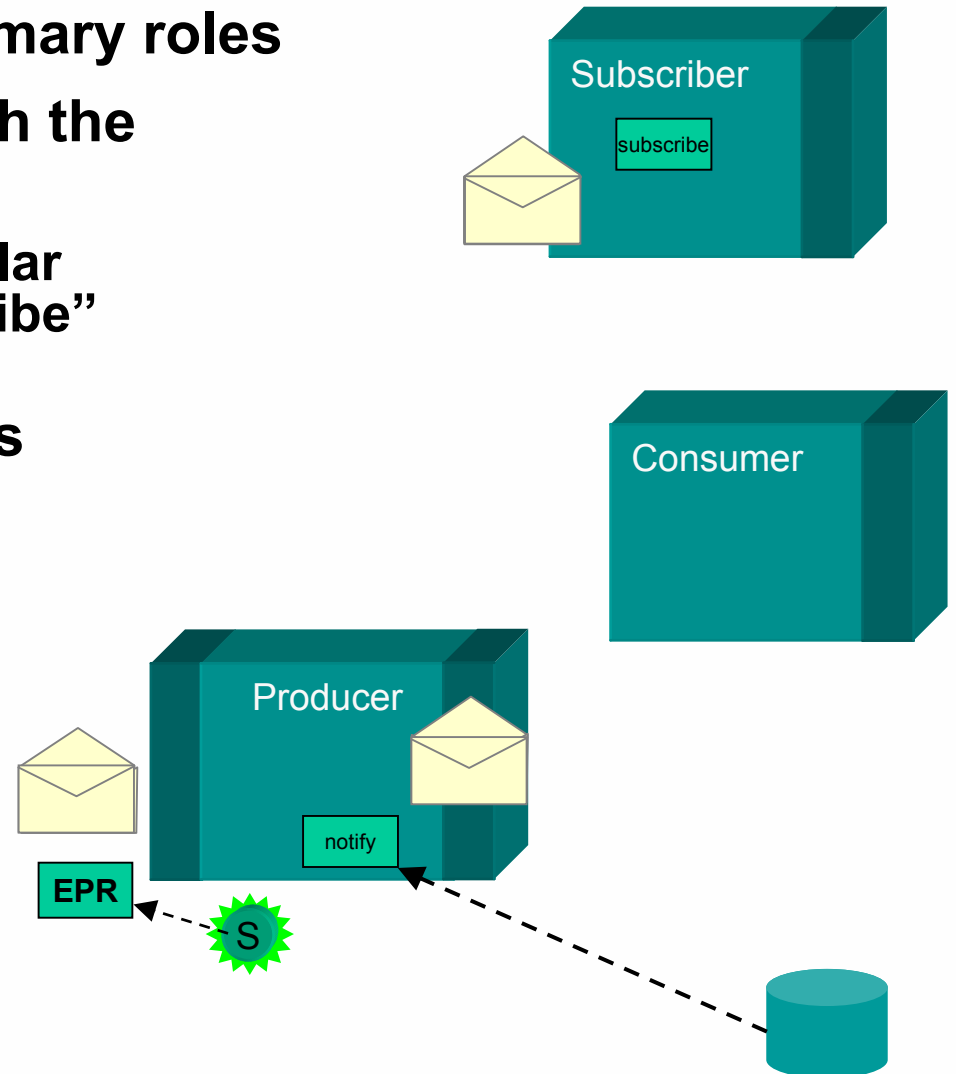 mary roles
h the
lar
ibe”
s
Subscriber
subscribe
Consumer
Producer
notify
EPR
S